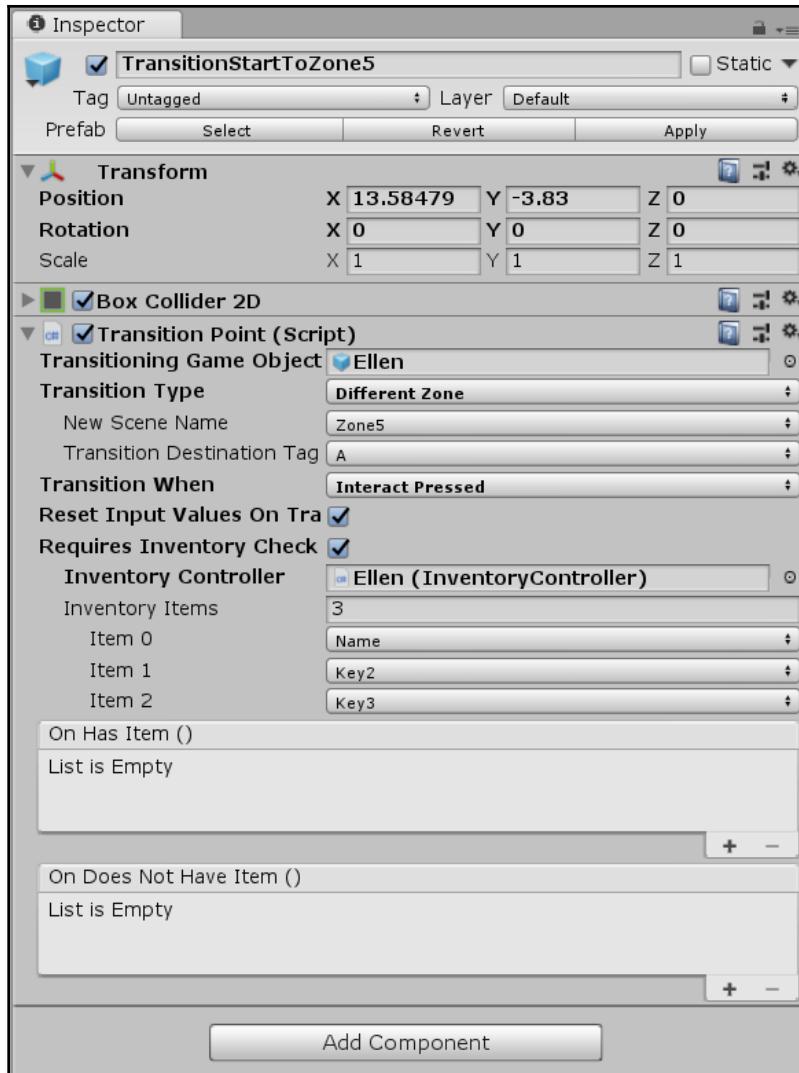 Inspector
TransitionStartToZone5 Static
Tag Untagged Layer Default
Prefab Select Revert Apply
Transform
Position X 13.58479 Y -3.83 Z 0
Rotation X 0 Y 0 Z 0
Scale X 1 Y 1 Z 1
Box Collider 2D
c# Transition Point (Script)
Transitioning Game Object Ellen
Transition Type Different Zone
New Scene Name Zone5
Transition Destination Tag A
Transition When Interact Pressed
Reset Input Values On Tra
Requires Inventory Check
Inventory Controller Ellen (InventoryController)
Inventory Items 3
Item 0 Name
Item 1 Key2
Item 2 Key3
On Has Item ()
List is Empty
+ −
On Does Not Have Item ()
List is Empty
+ −
Add Component